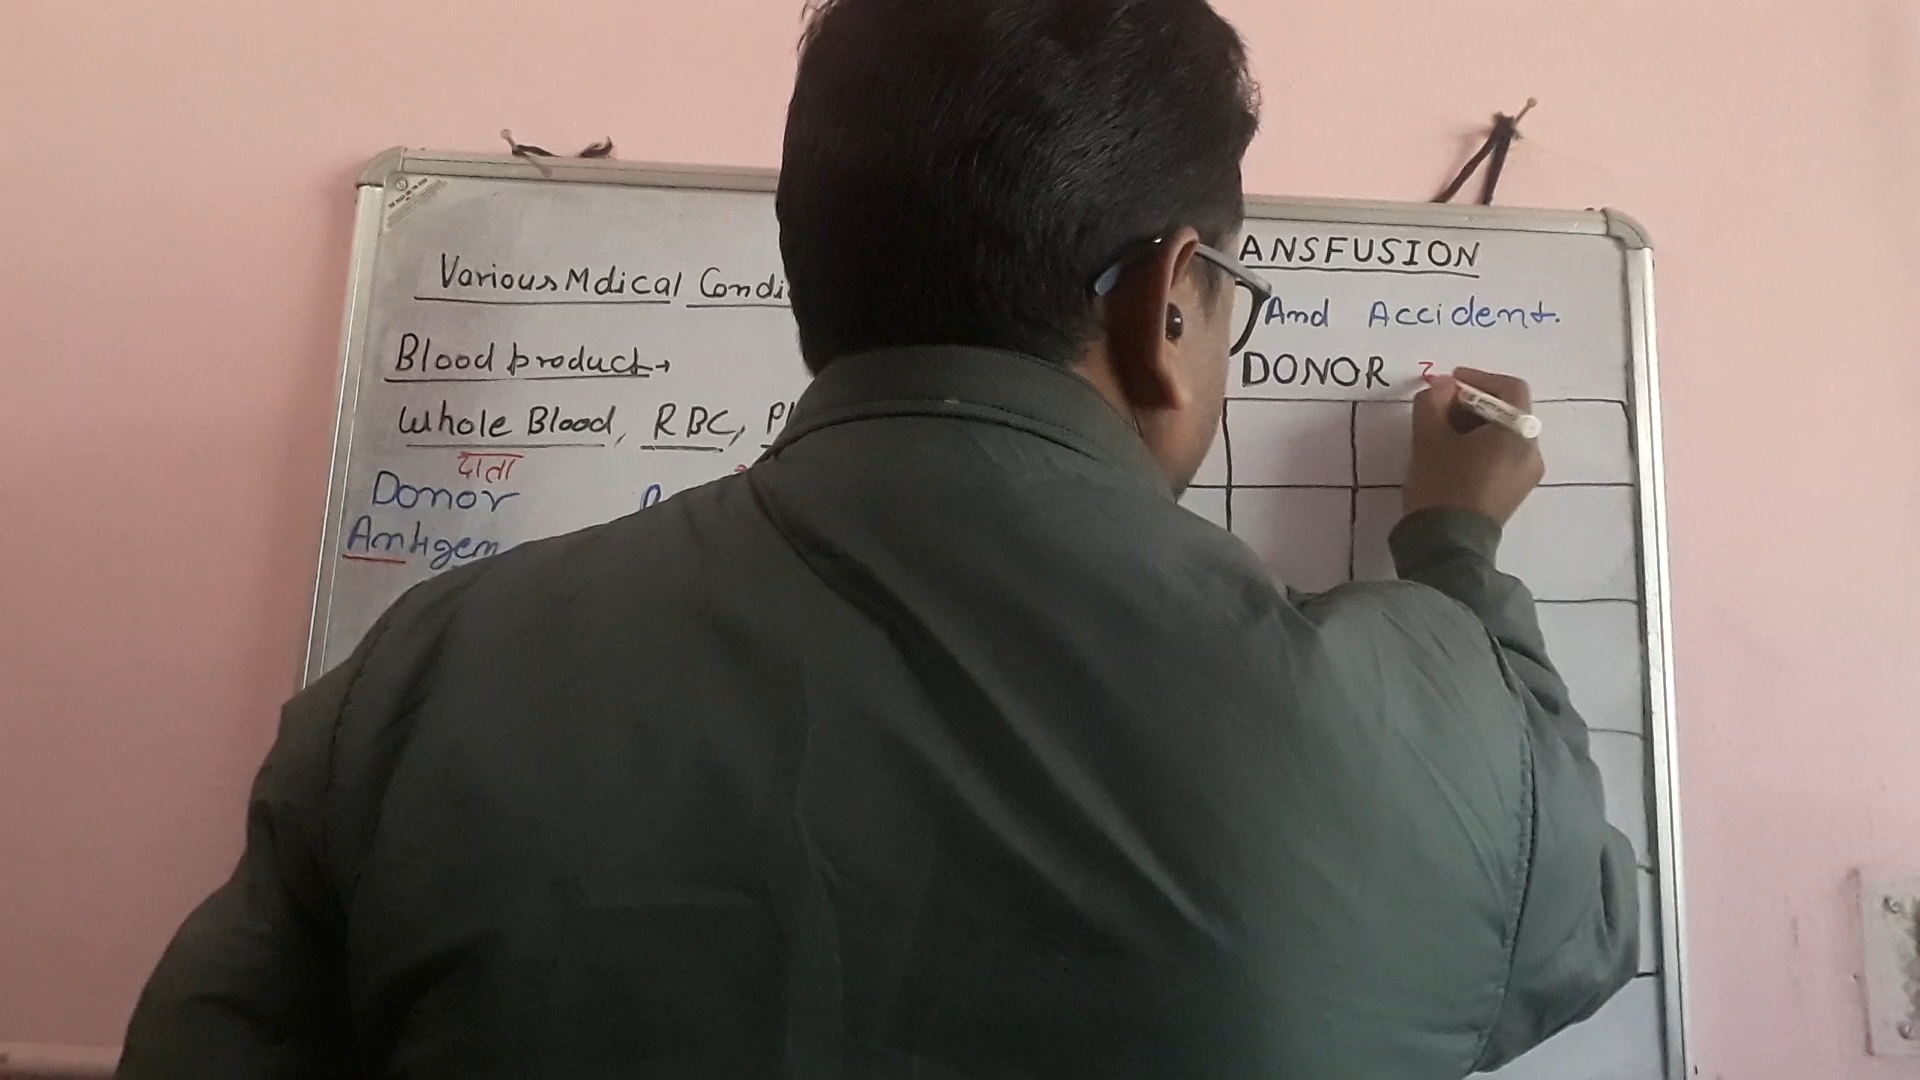 ANSFUSION
Various Mdical Condi
And Accident.
Blood product→
DONOR
Whole Blood, RBC, Pl
दाता
Donor
Antigen